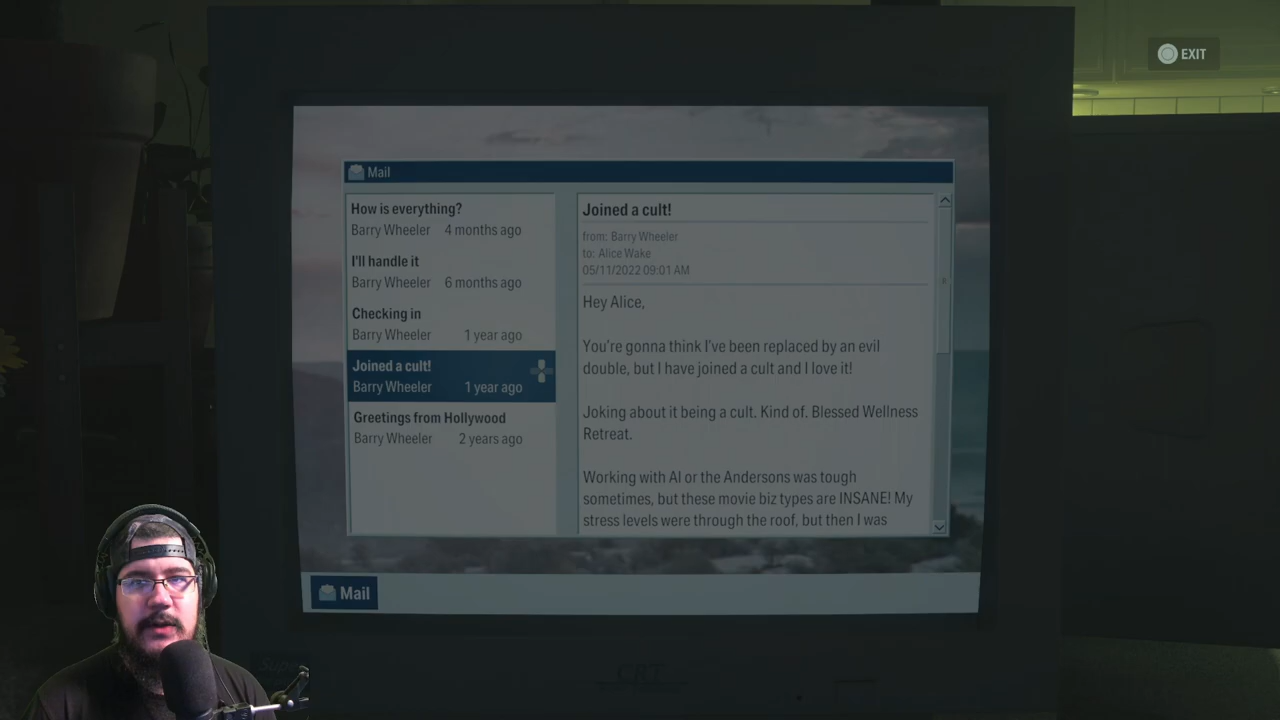 EXIT
Mail
How is everything?
Barry Wheeler 4 months ago
I'll handle it
Barry Wheeler 6 months ago
Checking in
Barry Wheeler 1 year ago
Joined a cult!
Barry Wheeler 1 year ago
Greetings from Hollywood
Barry Wheeler 2 years ago
Joined a cult!
from: Barry Wheeler
to: Alice Wake
05/11/2022 09:01 AM
Hey Alice,
You're gonna think I've been replaced by an evil
double, but I have joined a cult and I love it!
Joking about it being a cult. Kind of. Blessed Wellness
Retreat.
Working with Al or the Andersons was tough
sometimes, but these movie biz types are INSANE! My
stress levels were through the roof, but then I was
Mail
CRT